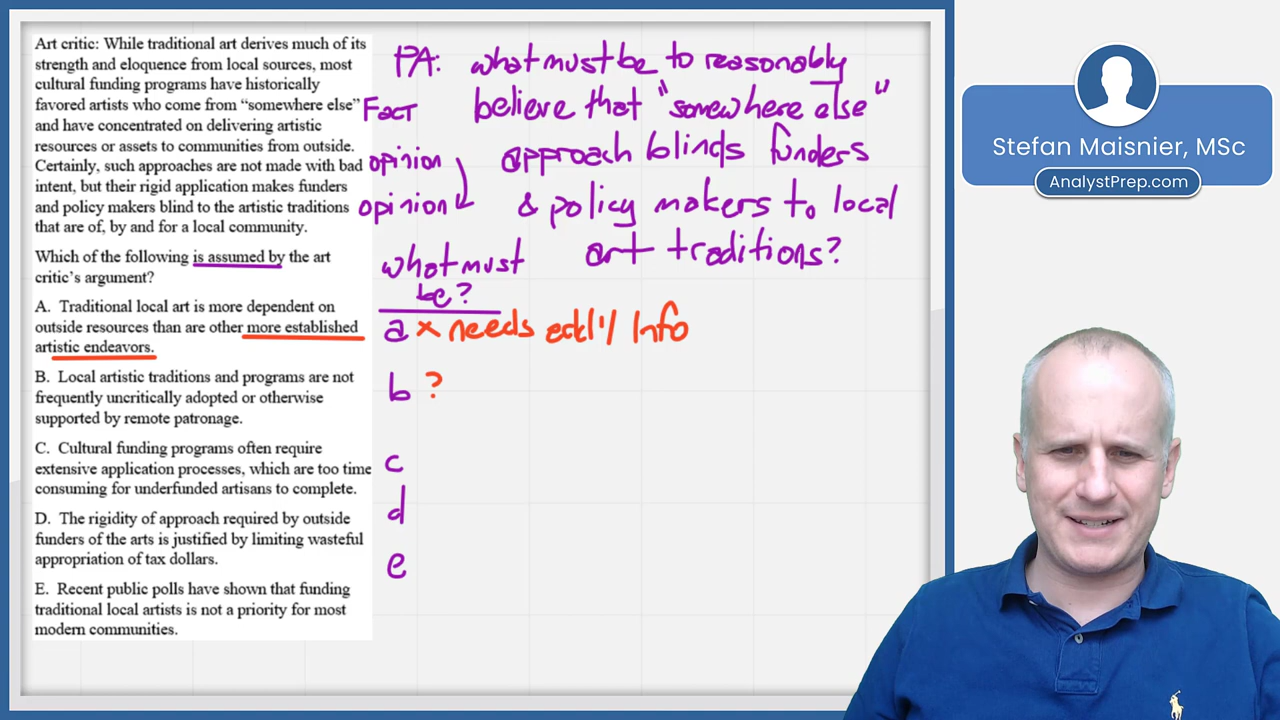 Art critic: While traditional art derives much of its
strength and eloquence from local sources, most
cultural funding programs have historically
favored artists who come from “somewhere else”
and have concentrated on delivering artistic
resources or assets to communities from outside.
Certainly, such approaches are not made with bad
intent, but their rigid application makes funders
and policy makers blind to the artistic traditions
that are of, by and for a local community.
Which of the following is assumed by the art
critic’s argument?
A. Traditional local art is more dependent on
outside resources than are other more established
artistic endeavors.
B. Local artistic traditions and programs are not
frequently uncritically adopted or otherwise
supported by remote patronage.
C. Cultural funding programs often require
extensive application processes, which are too time
consuming for underfunded artisans to complete.
D. The rigidity of approach required by outside
funders of the arts is justified by limiting wasteful
appropriation of tax dollars.
E. Recent public polls have shown that funding
traditional local artists is not a priority for most
modern communities.
Fact
opinion
opinion
PA: what must be to reasonably
believe that "somewhere else"
approach blinds funders
& policy makers to local
art traditions?
what must
be?
a x needs add'l Info
b ?
c
d
e
Stefan Maisnier, MSc
AnalystPrep.com